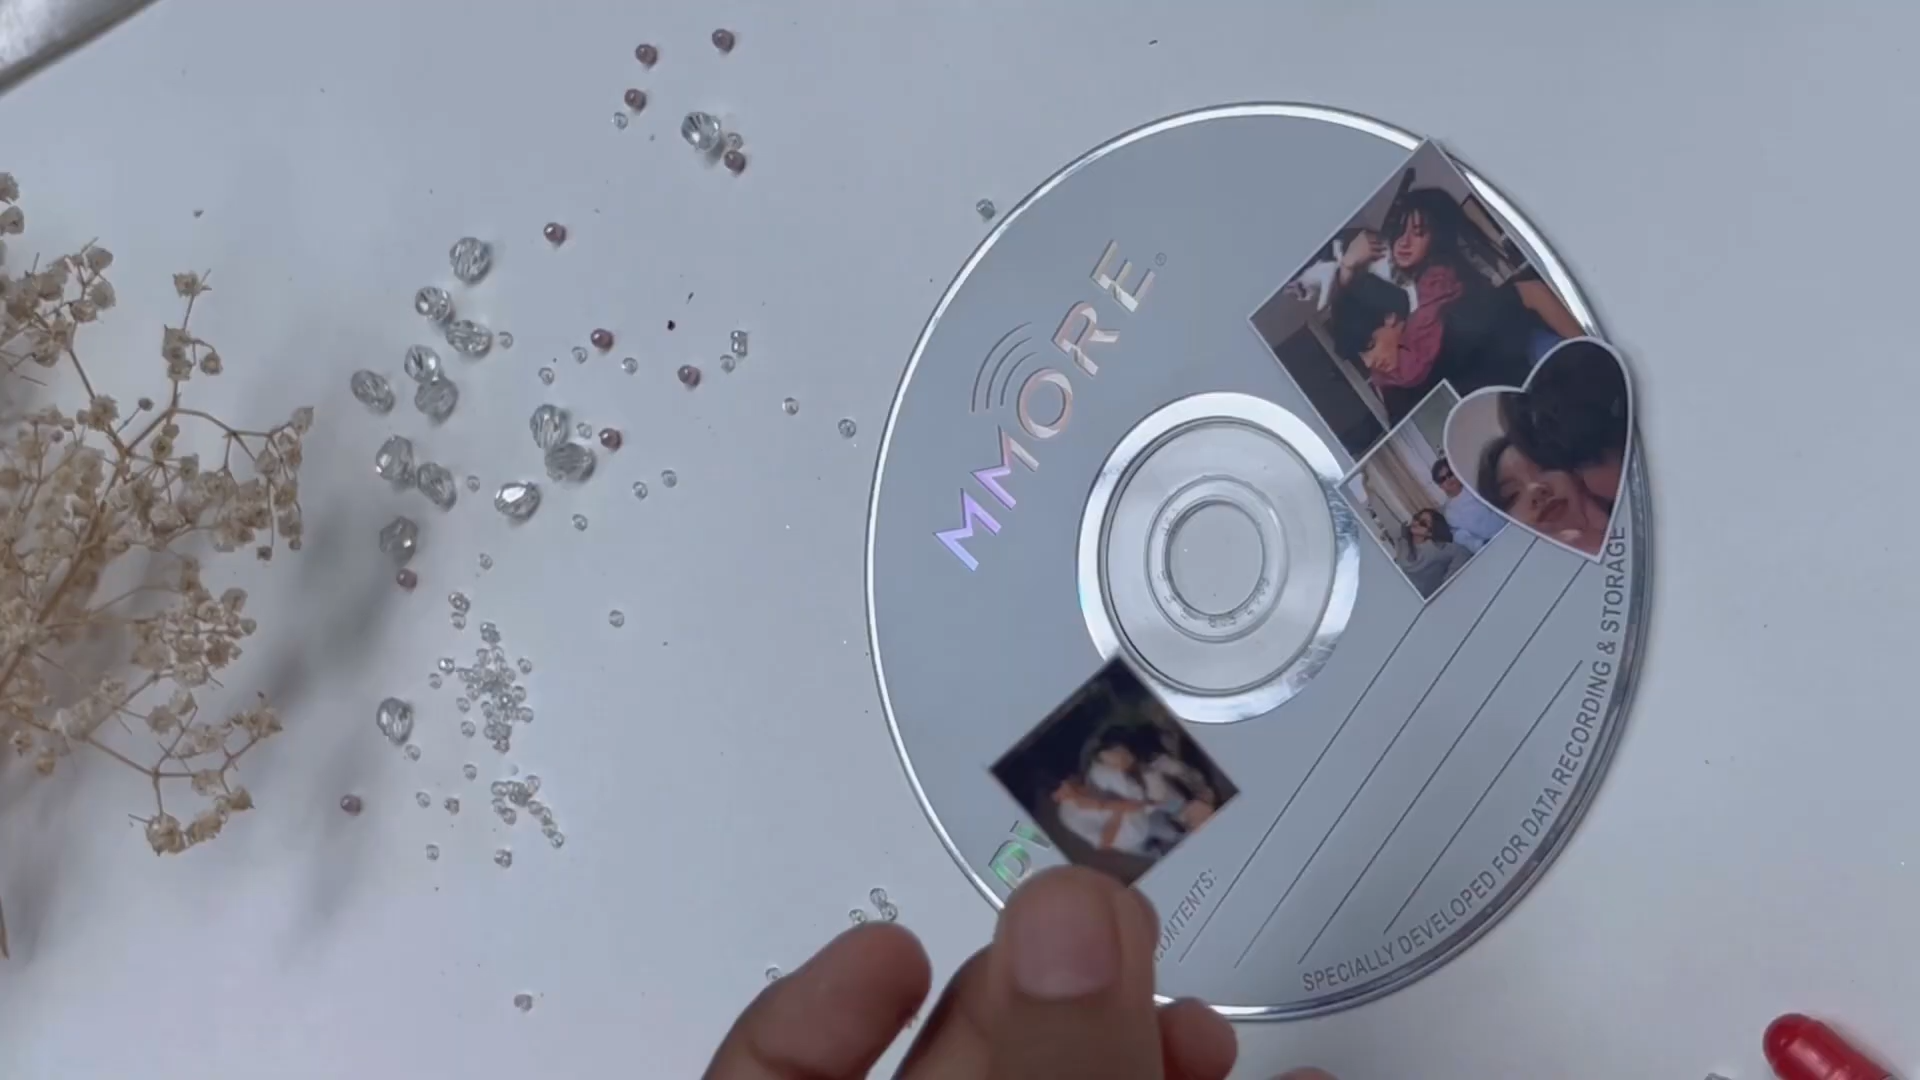 MMORE®
CONTENTS:
SPECIALLY DEVELOPED FOR DATA RECORDING & STORAGE